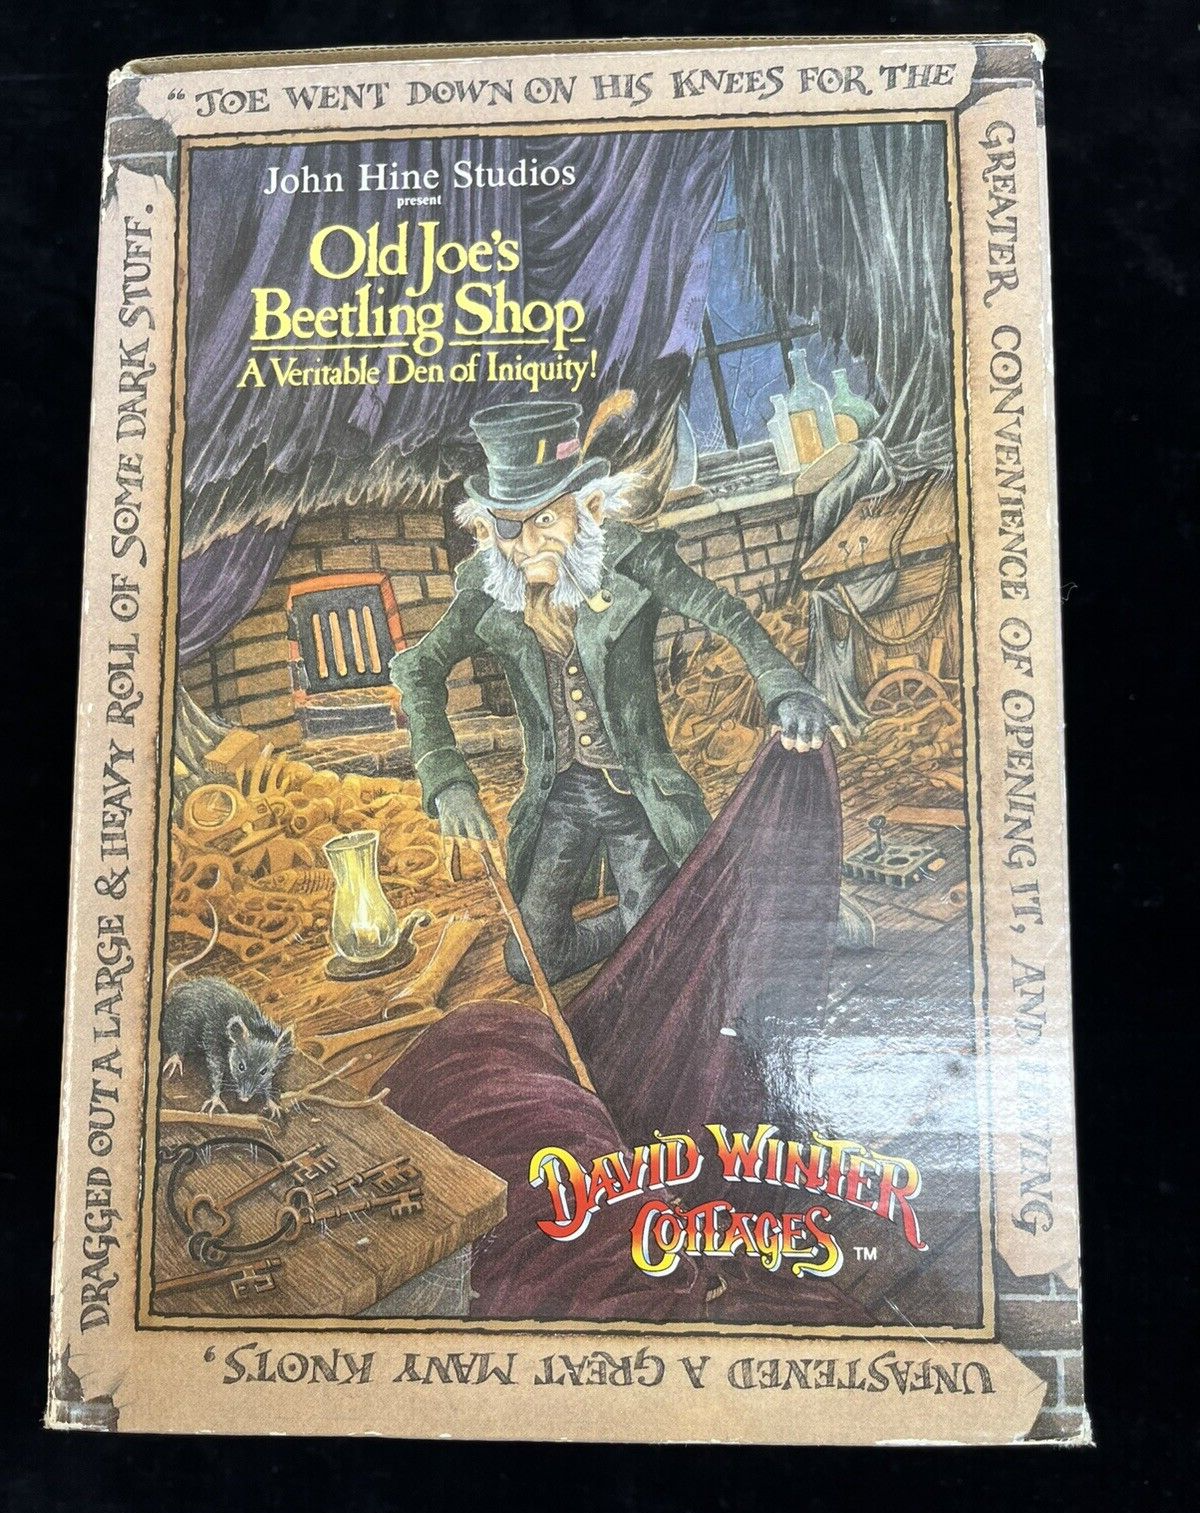 “JOE WENT DOWN ON HIS KNEES FOR THE
GREATER CONVENIENCE OF OPENING IT, AND HAVING
UNFASTENED A GREAT MANY KNOTS,
DRAGGED OUT A LARGE & HEAVY ROLL OF SOME DARK STUFF.
John Hine Studios
present
Old Joe's
Beetling Shop
A Veritable Den of Iniquity!
DAVID WINTER
COTTAGES TM